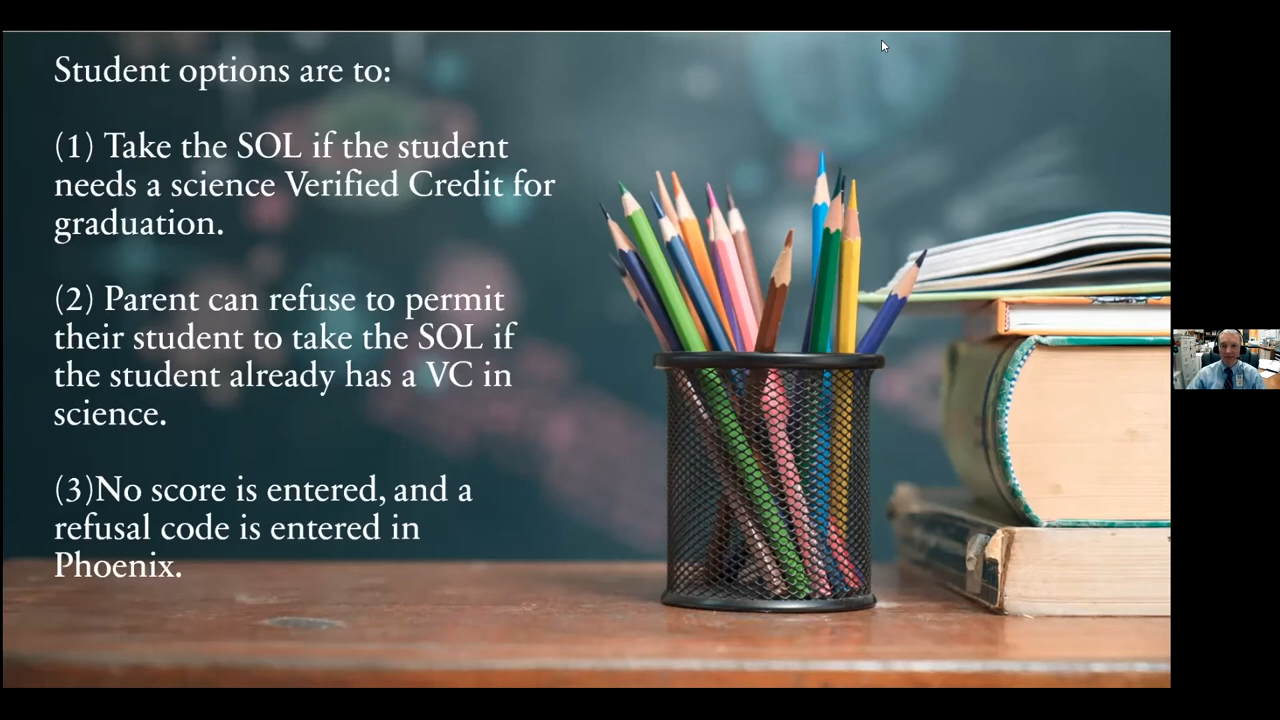 Student options are to:
(1) Take the SOL if the student
needs a science Verified Credit for
graduation.
(2) Parent can refuse to permit
their student to take the SOL if
the student already has a VC in
science.
(3)No score is entered, and a
refusal code is entered in
Phoenix.